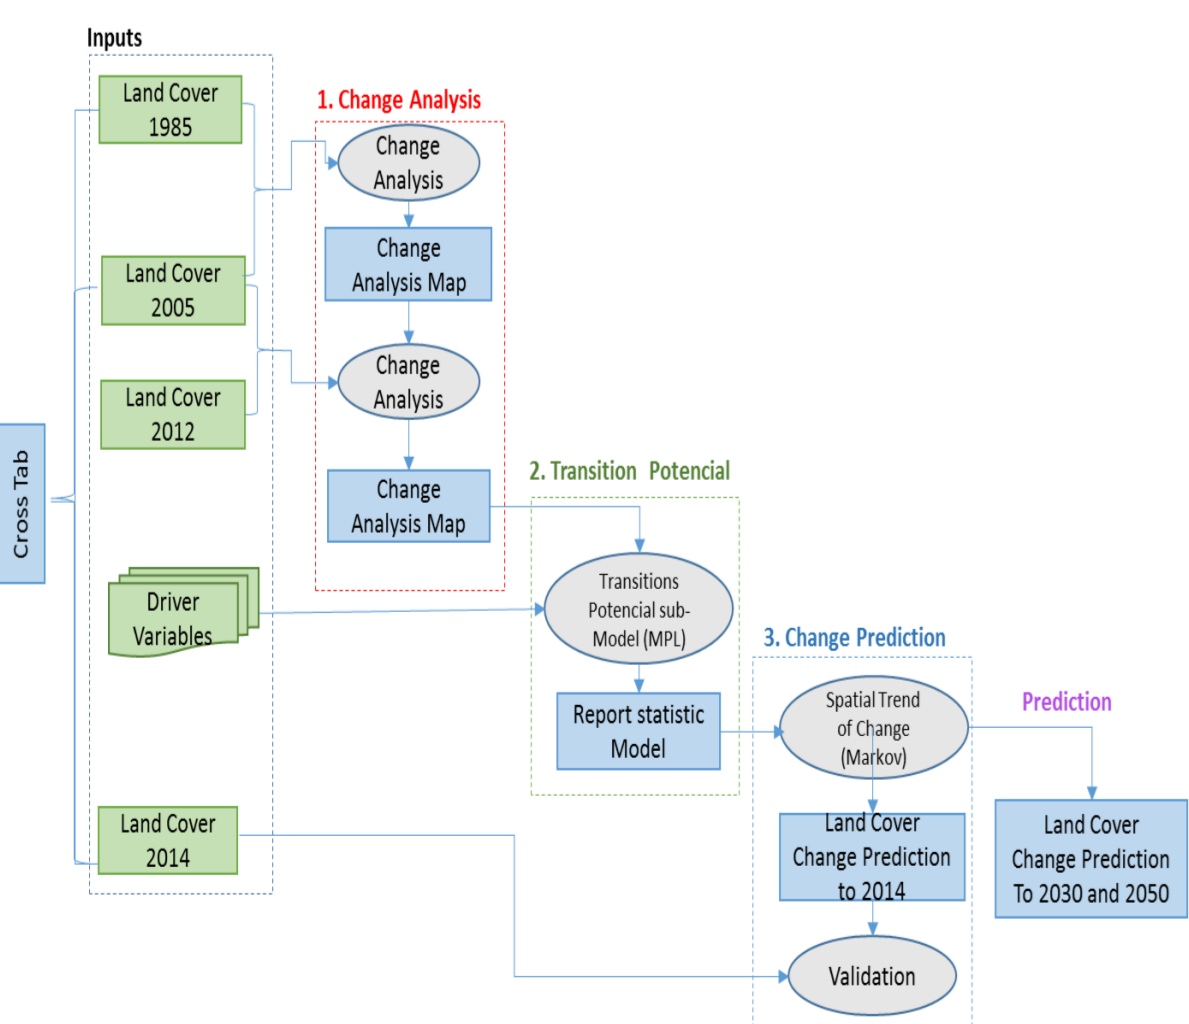 Inputs
Land Cover
1985
Land Cover
2005
Land Cover
2012
Cross Tab
Driver
Variables
Land Cover
2014
1. Change Analysis
Change
Analysis
Change
Analysis Map
Change
Analysis
Change
Analysis Map
2. Transition Potencial
Transitions
Potencial sub-
Model (MPL)
Report statistic
Model
3. Change Prediction
Spatial Trend
of Change
(Markov)
Land Cover
Change Prediction
to 2014
Validation
Prediction
Land Cover
Change Prediction
To 2030 and 2050